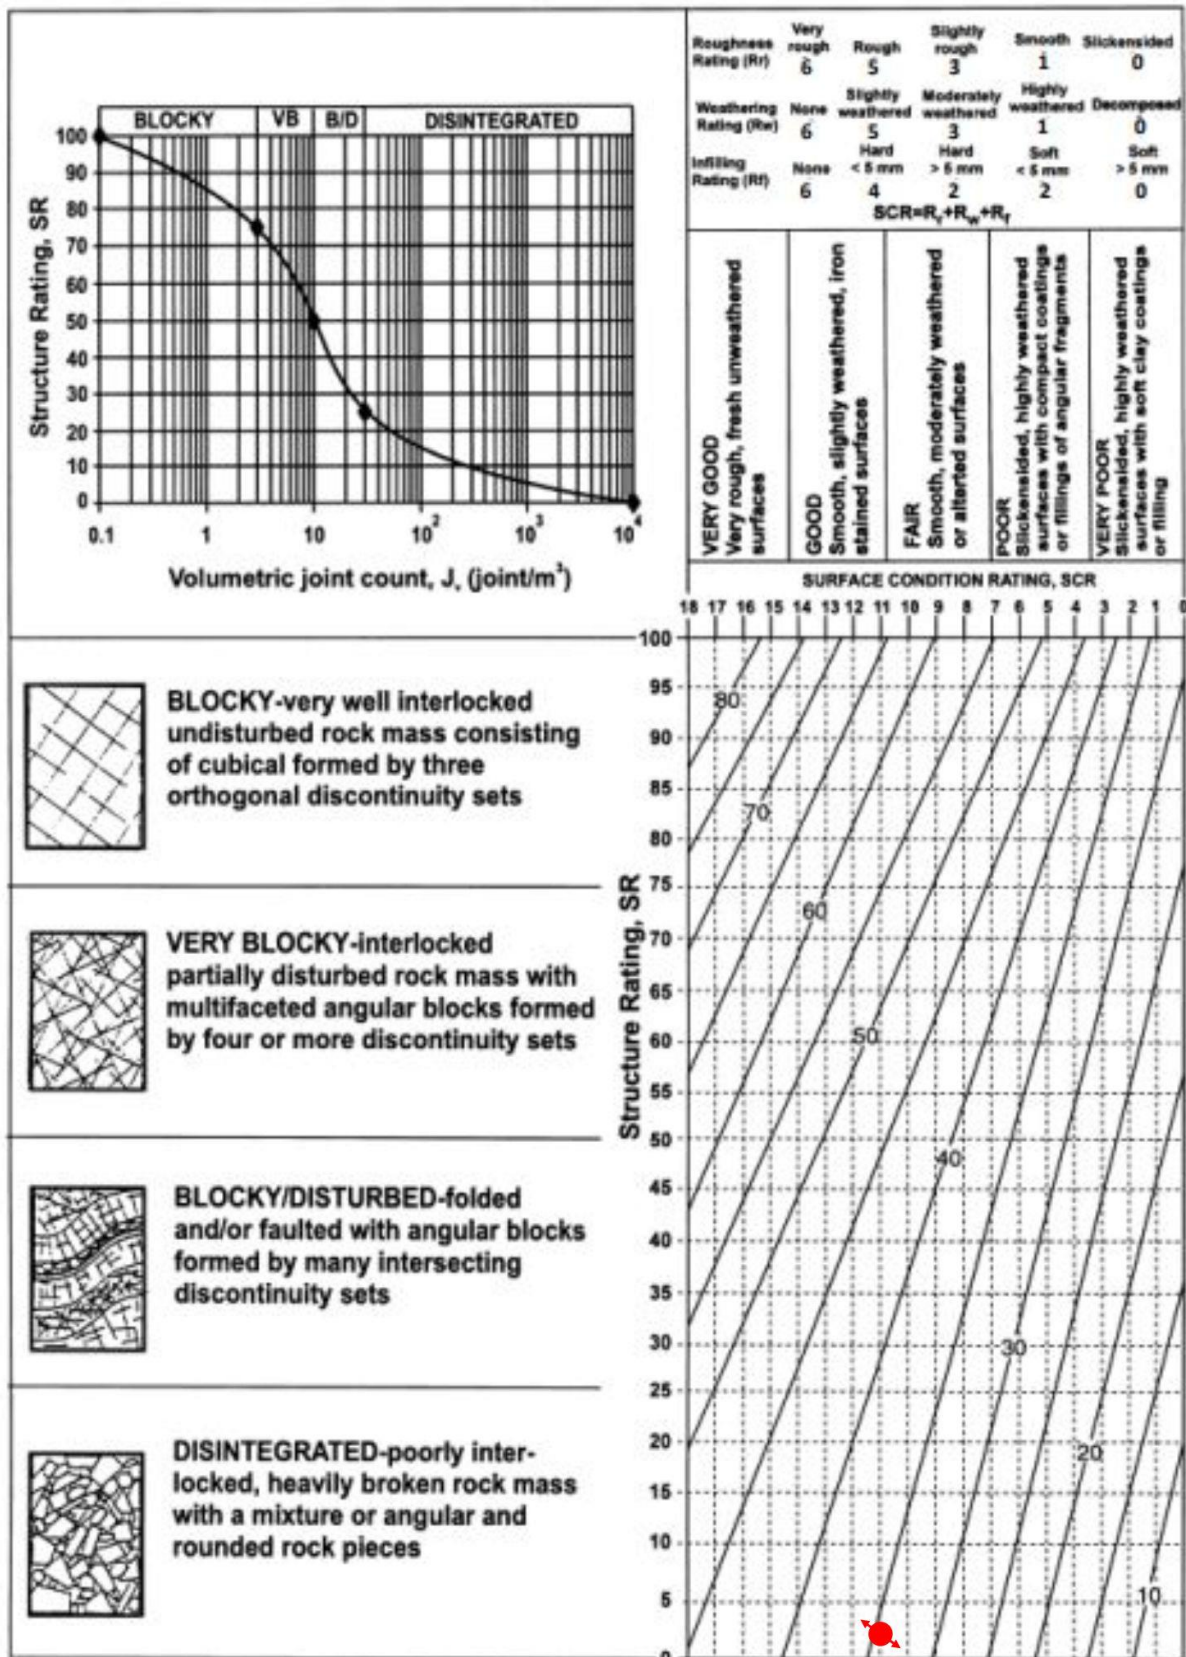 Roughness Rating (Rr) Very rough Rough Slightly rough Smooth Slickensided
6 5 3 1 0
Weathering Rating (Rw) None Slightly weathered Moderately weathered Highly weathered Decomposed
6 5 3 1 0
Infilling Rating (Rf) None Hard < 5 mm Hard > 5 mm Soft < 5 mm Soft > 5 mm
6 4 2 2 0
SCR=Rr+Rw+Rf
BLOCKY VB B/D DISINTEGRATED
Structure Rating, SR
100
90
80
70
60
50
40
30
20
10
0
0.1 1 10 10² 10³ 10⁴
Volumetric joint count, Jv (joint/m³)
VERY GOOD
Very rough, fresh unweathered
surfaces
GOOD
Smooth, slightly weathered, iron
stained surfaces
FAIR
Smooth, moderately weathered
or alterted surfaces
POOR
Slickensided, highly weathered
surfaces with compact coatings
or fillings of angular fragments
VERY POOR
Slickensided, highly weathered
surfaces with soft clay coatings
or filling
SURFACE CONDITION RATING, SCR
18 17 16 15 14 13 12 11 10 9 8 7 6 5 4 3 2 1 0
BLOCKY-very well interlocked
undisturbed rock mass consisting
of cubical formed by three
orthogonal discontinuity sets
VERY BLOCKY-interlocked
partially disturbed rock mass with
multifaceted angular blocks formed
by four or more discontinuity sets
BLOCKY/DISTURBED-folded
and/or faulted with angular blocks
formed by many intersecting
discontinuity sets
DISINTEGRATED-poorly inter-
locked, heavily broken rock mass
with a mixture or angular and
rounded rock pieces
Structure Rating, SR
100
95
90
85
80
75
70
65
60
55
50
45
40
35
30
25
20
15
10
5
0
80
70
60
50
40
30
20
10